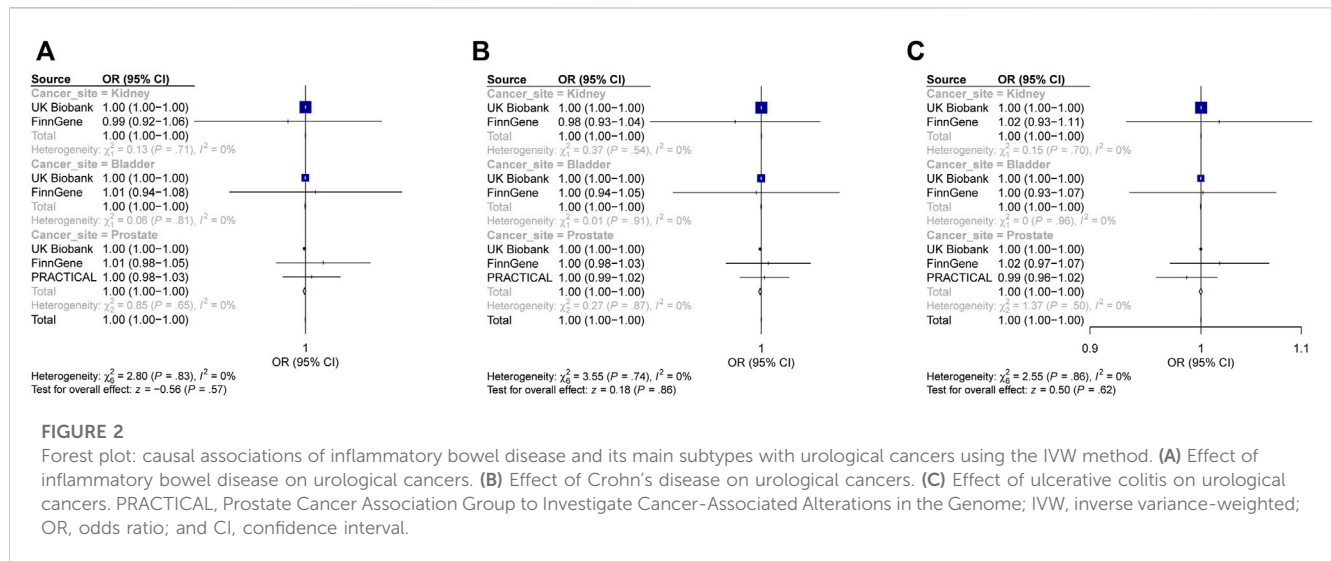 A
Source OR (95% CI)
Cancer_site = Kidney
UK Biobank 1.00 (1.00−1.00)
FinnGene 0.99 (0.92−1.06)
Total 1.00 (1.00−1.00)
Heterogeneity: χ²₁ = 0.13 (P = .71), I² = 0%
Cancer_site = Bladder
UK Biobank 1.00 (1.00−1.00)
FinnGene 1.01 (0.94−1.08)
Total 1.00 (1.00−1.00)
Heterogeneity: χ²₁ = 0.06 (P = .81), I² = 0%
Cancer_site = Prostate
UK Biobank 1.00 (1.00−1.00)
FinnGene 1.01 (0.98−1.05)
PRACTICAL 1.00 (0.98−1.03)
Total 1.00 (1.00−1.00)
Heterogeneity: χ²₂ = 0.85 (P = .65), I² = 0%
Total 1.00 (1.00−1.00)
1
OR (95% CI)
Heterogeneity: χ²₆ = 2.80 (P = .83), I² = 0%
Test for overall effect: z = −0.56 (P = .57)
B
Source OR (95% CI)
Cancer_site = Kidney
UK Biobank 1.00 (1.00−1.00)
FinnGene 0.98 (0.93−1.04)
Total 1.00 (1.00−1.00)
Heterogeneity: χ²₁ = 0.37 (P = .54), I² = 0%
Cancer_site = Bladder
UK Biobank 1.00 (1.00−1.00)
FinnGene 1.00 (0.94−1.05)
Total 1.00 (1.00−1.00)
Heterogeneity: χ²₁ = 0.01 (P = .91), I² = 0%
Cancer_site = Prostate
UK Biobank 1.00 (1.00−1.00)
FinnGene 1.00 (0.98−1.03)
PRACTICAL 1.00 (0.99−1.02)
Total 1.00 (1.00−1.00)
Heterogeneity: χ²₂ = 0.27 (P = .87), I² = 0%
Total 1.00 (1.00−1.00)
1
OR (95% CI)
Heterogeneity: χ²₆ = 3.55 (P = .74), I² = 0%
Test for overall effect: z = 0.18 (P = .86)
C
Source OR (95% CI)
Cancer_site = Kidney
UK Biobank 1.00 (1.00−1.00)
FinnGene 1.02 (0.93−1.11)
Total 1.00 (1.00−1.00)
Heterogeneity: χ²₁ = 0.15 (P = .70), I² = 0%
Cancer_site = Bladder
UK Biobank 1.00 (1.00−1.00)
FinnGene 1.00 (0.93−1.07)
Total 1.00 (1.00−1.00)
Heterogeneity: χ²₁ = 0 (P = .96), I² = 0%
Cancer_site = Prostate
UK Biobank 1.00 (1.00−1.00)
FinnGene 1.02 (0.97−1.07)
PRACTICAL 0.99 (0.96−1.02)
Total 1.00 (1.00−1.00)
Heterogeneity: χ²₂ = 1.37 (P = .50), I² = 0%
Total 1.00 (1.00−1.00)
0.9 1 1.1
OR (95% CI)
Heterogeneity: χ²₆ = 2.55 (P = .86), I² = 0%
Test for overall effect: z = 0.50 (P = .62)
FIGURE 2
Forest plot: causal associations of inflammatory bowel disease and its main subtypes with urological cancers using the IVW method. (A) Effect of
inflammatory bowel disease on urological cancers. (B) Effect of Crohn's disease on urological cancers. (C) Effect of ulcerative colitis on urological
cancers. PRACTICAL, Prostate Cancer Association Group to Investigate Cancer-Associated Alterations in the Genome; IVW, inverse variance-weighted;
OR, odds ratio; and CI, confidence interval.